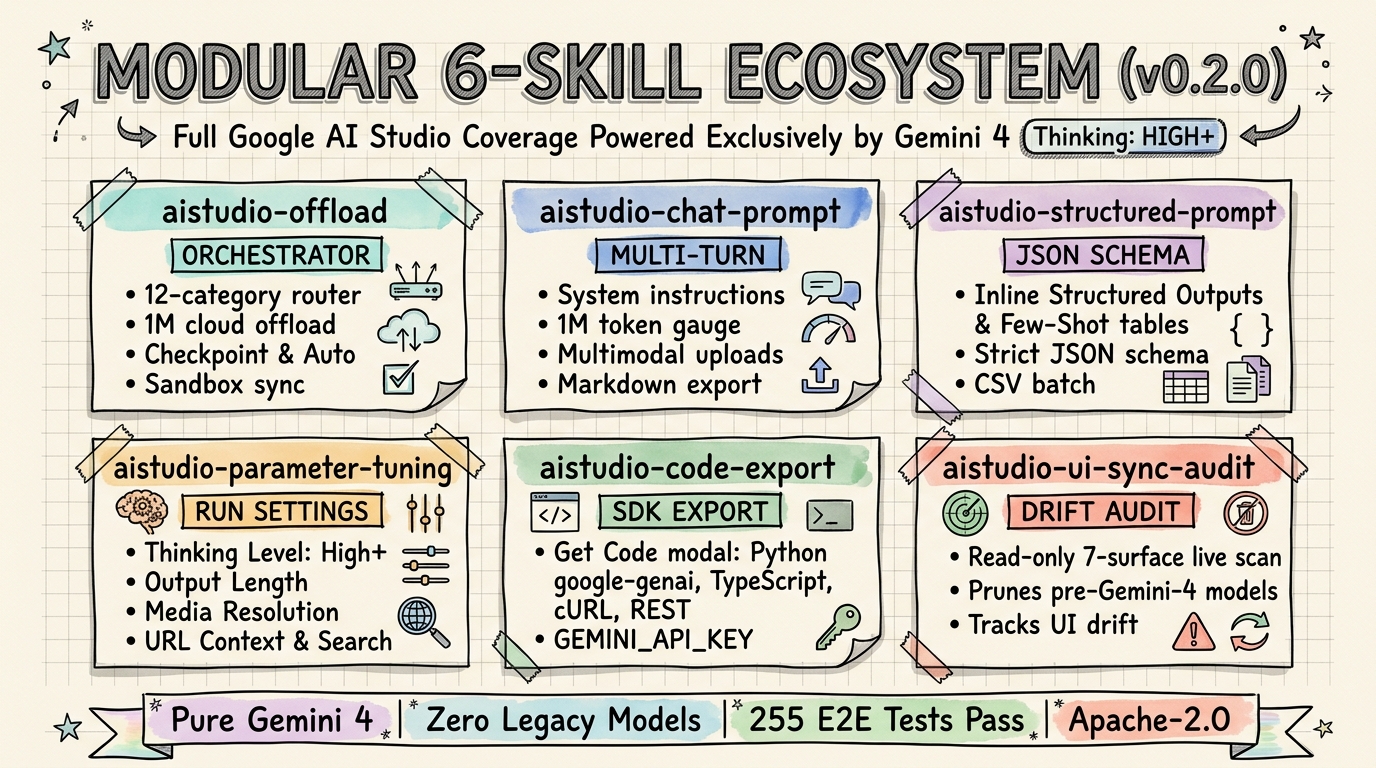 MODULAR 6-SKILL ECOSYSTEM (v0.2.0)
Full Google AI Studio Coverage Powered Exclusively by Gemini 4 Thinking: HIGH+
aistudio-offload
ORCHESTRATOR
• 12-category router
• 1M cloud offload
• Checkpoint & Auto
• Sandbox sync
aistudio-chat-prompt
MULTI-TURN
• System instructions
• 1M token gauge
• Multimodal uploads
• Markdown export
aistudio-structured-prompt
JSON SCHEMA
• Inline Structured Outputs
& Few-Shot tables
{ }
• Strict JSON schema
• CSV batch
aistudio-parameter-tuning
RUN SETTINGS
• Thinking Level: High+
• Output Length
• Media Resolution
• URL Context & Search
aistudio-code-export
</>
SDK EXPORT
>_
• Get Code modal: Python
google-genai, TypeScript,
cURL, REST
• GEMINI_API_KEY
aistudio-ui-sync-audit
DRIFT AUDIT
• Read-only 7-surface live scan
• Prunes pre-Gemini-4 models
• Tracks UI drift
Pure Gemini 4 | Zero Legacy Models | 255 E2E Tests Pass | Apache-2.0